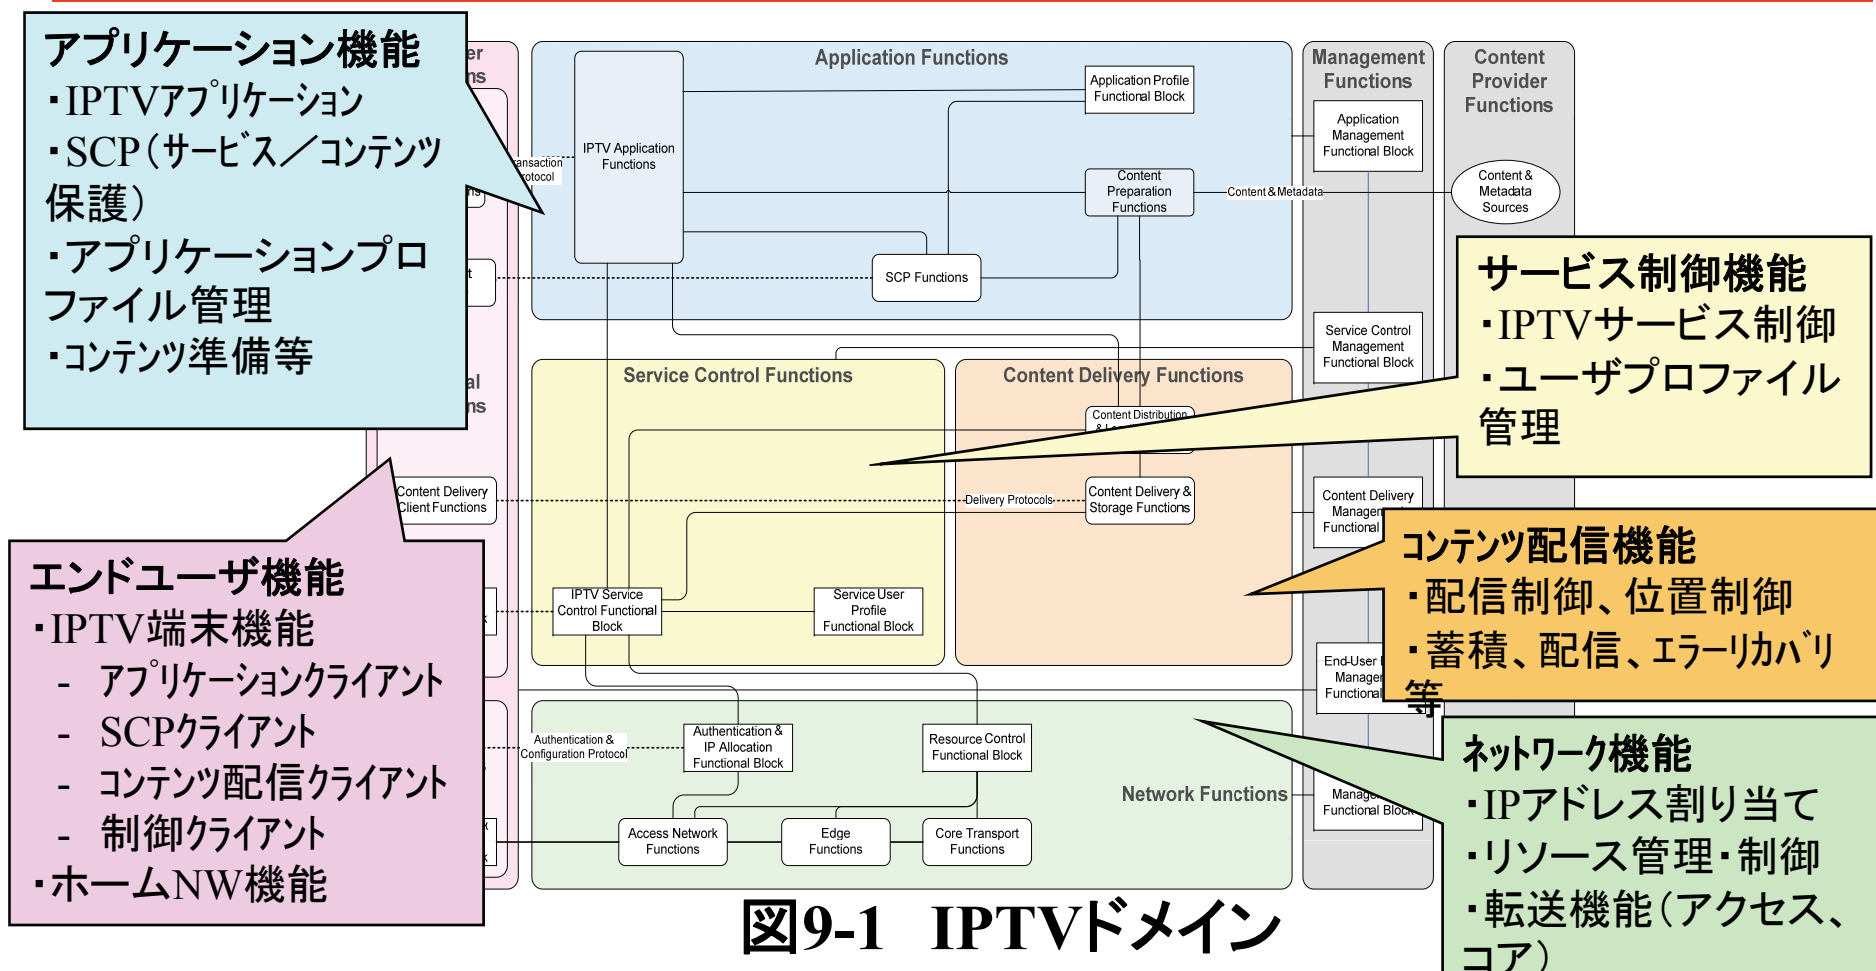 アプリケーション機能
・IPTVアプリケーション
・SCP（サービス／コンテンツ
保護）
・アプリケーションプロ
ファイル管理
・コンテンツ準備等
Application Functions
IPTV Application
Functions
Application Profile
Functional Block
Content
Preparation
Functions
SCP Functions
Content & Metadata
Management
Functions
Application
Management
Functional Block
Content
Provider
Functions
Content &
Metadata
Sources
サービス制御機能
・IPTVサービス制御
・ユーザプロファイル
管理
Service Control
Management
Functional Block
Service Control Functions
Content Delivery Functions
Content Distribution
Content Delivery
Client Functions
Delivery Protocols
Content Delivery &
Storage Functions
Content Delivery
Functional
エンドユーザ機能
・IPTV端末機能
- アプリケーションクライアント
- SCPクライアント
- コンテンツ配信クライアント
- 制御クライアント
・ホームNW機能
IPTV Service
Control Functional
Block
Service User
Profile
Functional Block
コンテンツ配信機能
・配信制御、位置制御
・蓄積、配信、エラーリカバリ
等
End-User
Functional
Authentication &
Configuration Protocol
Authentication &
IP Allocation
Functional Block
Resource Control
Functional Block
Network Functions
Functional Block
Access Network
Functions
Edge
Functions
Core Transport
Functions
ネットワーク機能
・IPアドレス割り当て
・リソース管理・制御
・転送機能（アクセス、
コア）
図9-1 IPTVドメイン